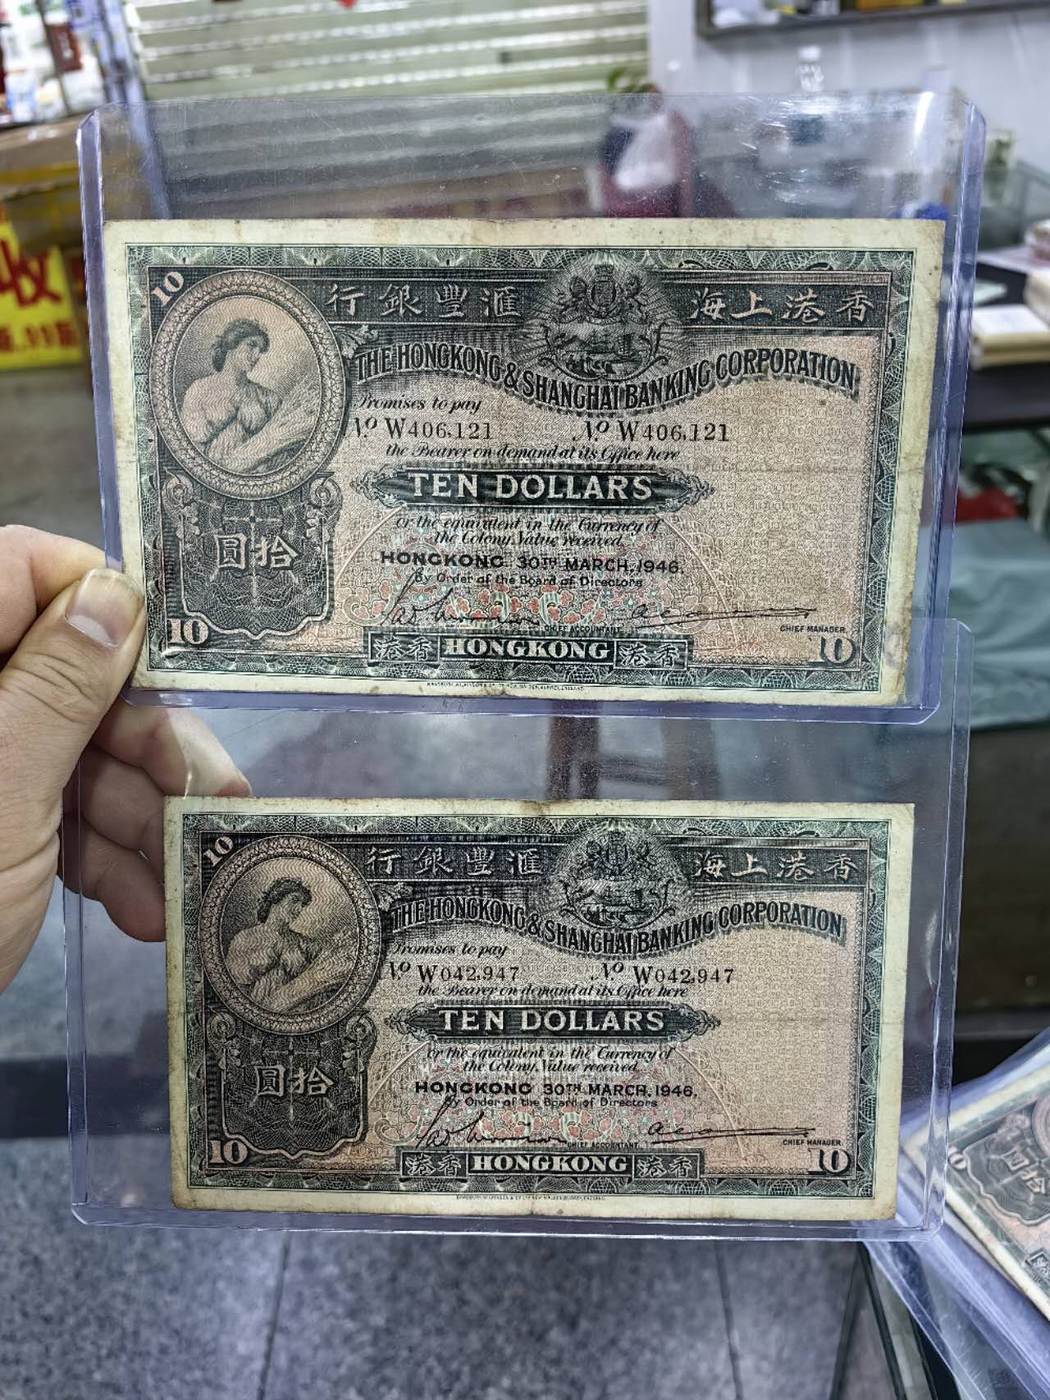 收
10
行銀豐滙
海上港香
THE HONGKONG & SHANGHAI BANKING CORPORATION
Promises to pay
No W406,121 No W406,121
the Bearer on demand at its Office here
TEN DOLLARS
or the equivalent in the Currency of
the Colony, Value received.
HONGKONG 30TH MARCH, 1946.
By Order of the Board of Directors
圓拾
CHIEF ACCOUNTANT
CHIEF MANAGER
10
港香 HONGKONG 港香
10
10
行銀豐滙
海上港香
THE HONGKONG & SHANGHAI BANKING CORPORATION
Promises to pay
No W042,947 No W042,947
the Bearer on demand at its Office here
TEN DOLLARS
or the equivalent in the Currency of
the Colony, Value received.
HONGKONG 30TH MARCH, 1946.
By Order of the Board of Directors
圓拾
CHIEF ACCOUNTANT
CHIEF MANAGER
10
港香 HONGKONG 港香
10
圓拾